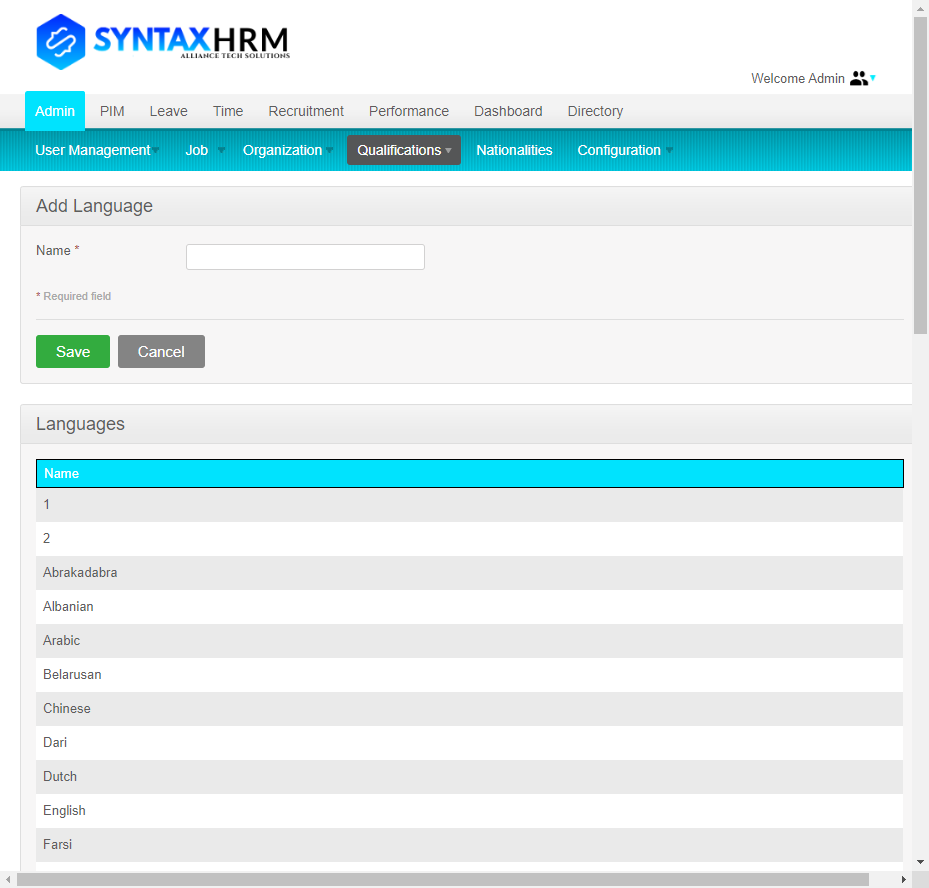 SYNTAXHRM
ALLIANCE TECH SOLUTIONS
Welcome Admin
Admin PIM Leave Time Recruitment Performance Dashboard Directory
User Management Job Organization Qualifications Nationalities Configuration
Add Language
Name *
* Required field
Save Cancel
Languages
Name
1
2
Abrakadabra
Albanian
Arabic
Belarusan
Chinese
Dari
Dutch
English
Farsi